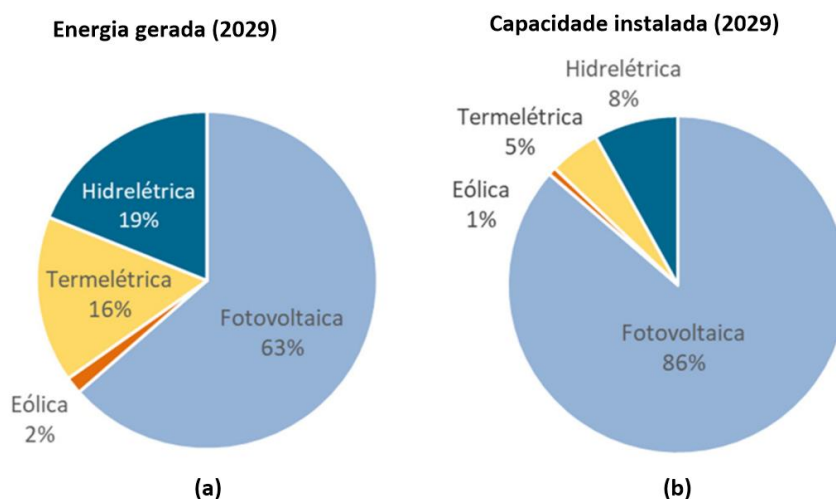 Energia gerada (2029)
Hidrelétrica
19%
Termelétrica
16%
Fotovoltaica
63%
Eólica
2%
(a)
Capacidade instalada (2029)
Hidrelétrica
8%
Termelétrica
5%
Eólica
1%
Fotovoltaica
86%
(b)